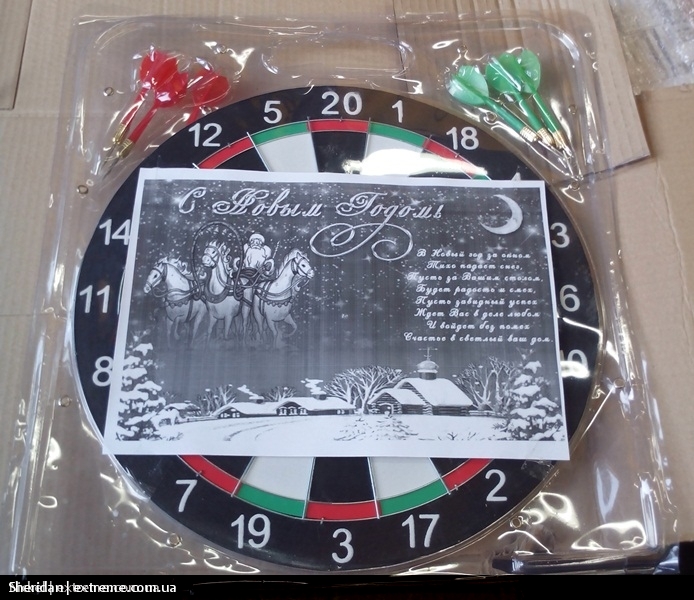 5 20 1
12 18
С Новым Годом!
14
В Новый год за окном
Тихо падает снег,
Пусть за Вашим столом,
Будет радость и смех,
Пусть завидный успех
Ждет Вас в деле любом
И войдет без помех
Счастье в светлый ваш дом.
3
11
6
8
7
2
19
3
17